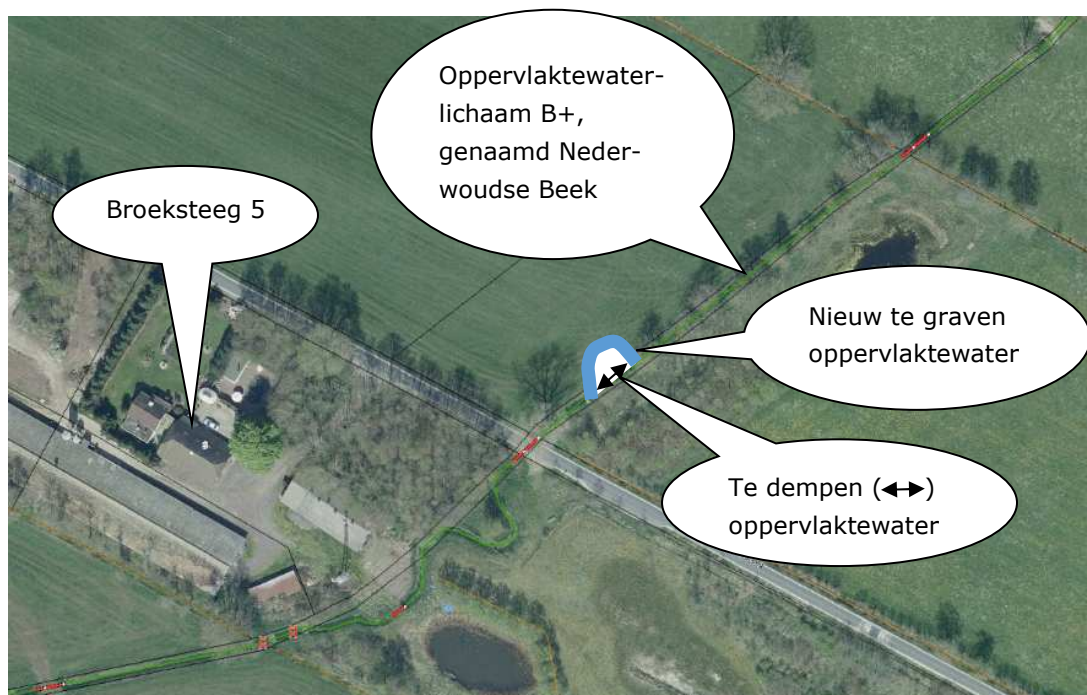 Oppervlaktewater-
lichaam B+,
genaamd Neder-
woudse Beek
Broeksteeg 5
Nieuw te graven
oppervlaktewater
Te dempen (↔)
oppervlaktewater